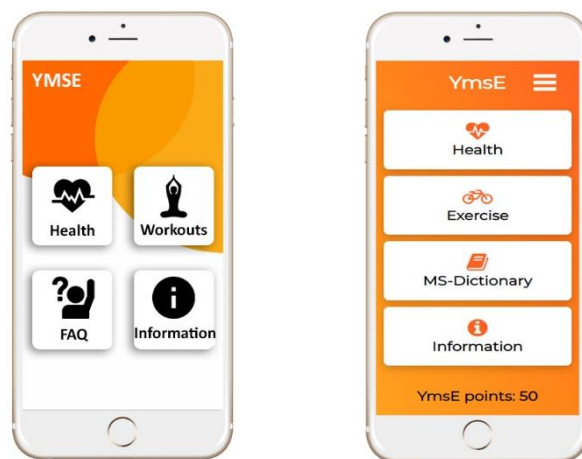 YMSE
Health
Workouts
?
FAQ
Information
YmsE
Health
Exercise
MS-Dictionary
Information
YmsE points: 50